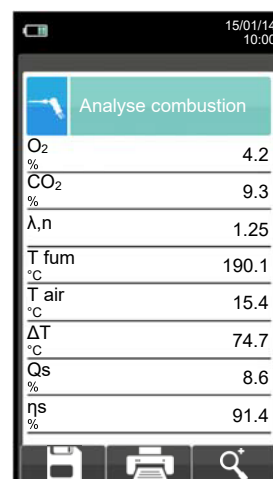 15/01/14
10:00
Analyse combustion
O₂
% 4.2
CO₂
% 9.3
λ,n 1.25
T fum
°C 190.1
T air
°C 15.4
ΔT
°C 74.7
Qs
% 8.6
ηs
% 91.4